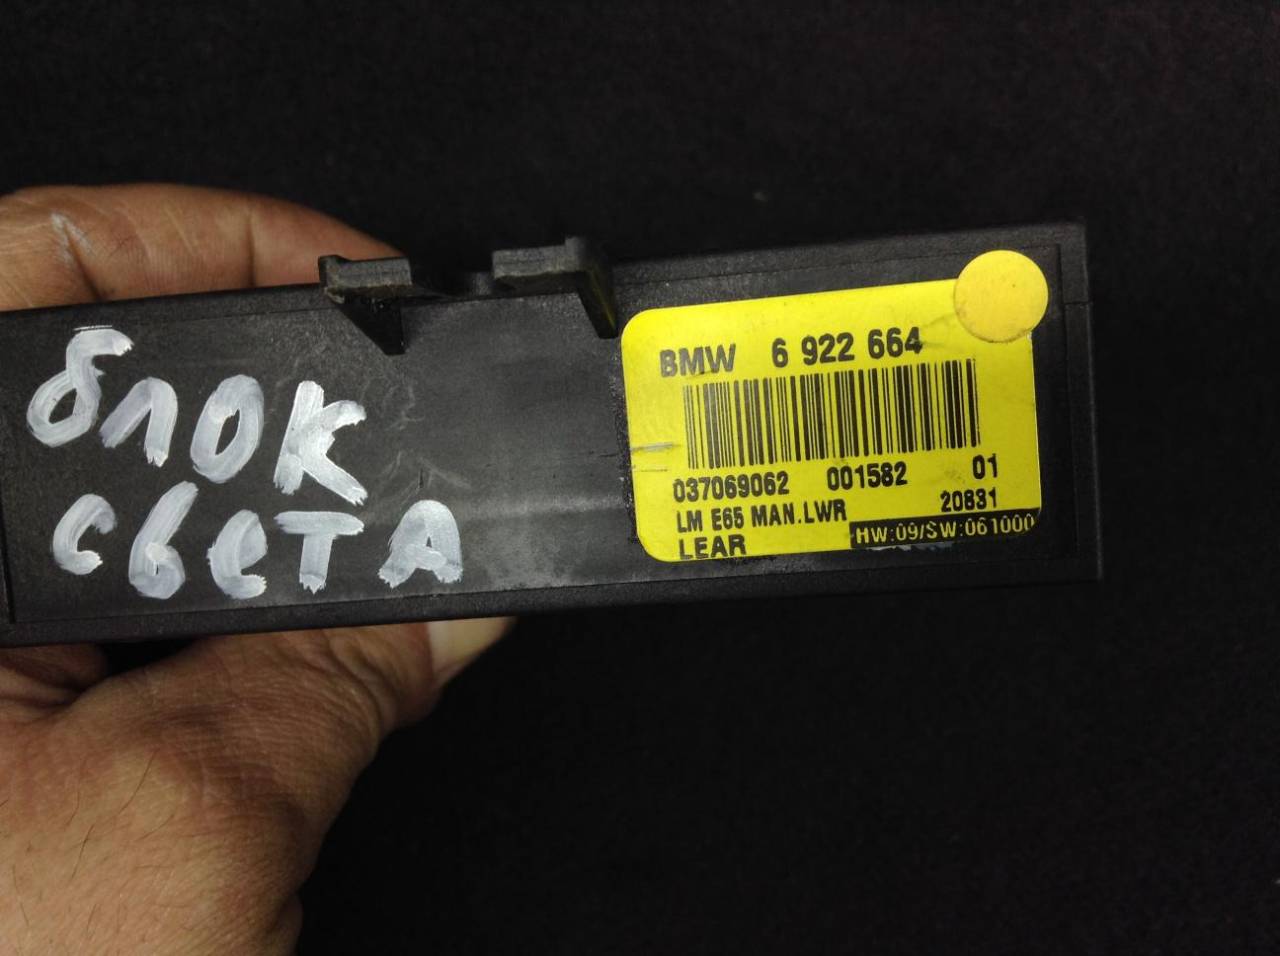 блок
света
BMW 6 922 664
037069062 001582 01
LM E65 MAN.LWR 20831
LEAR HW:09/SW:061000